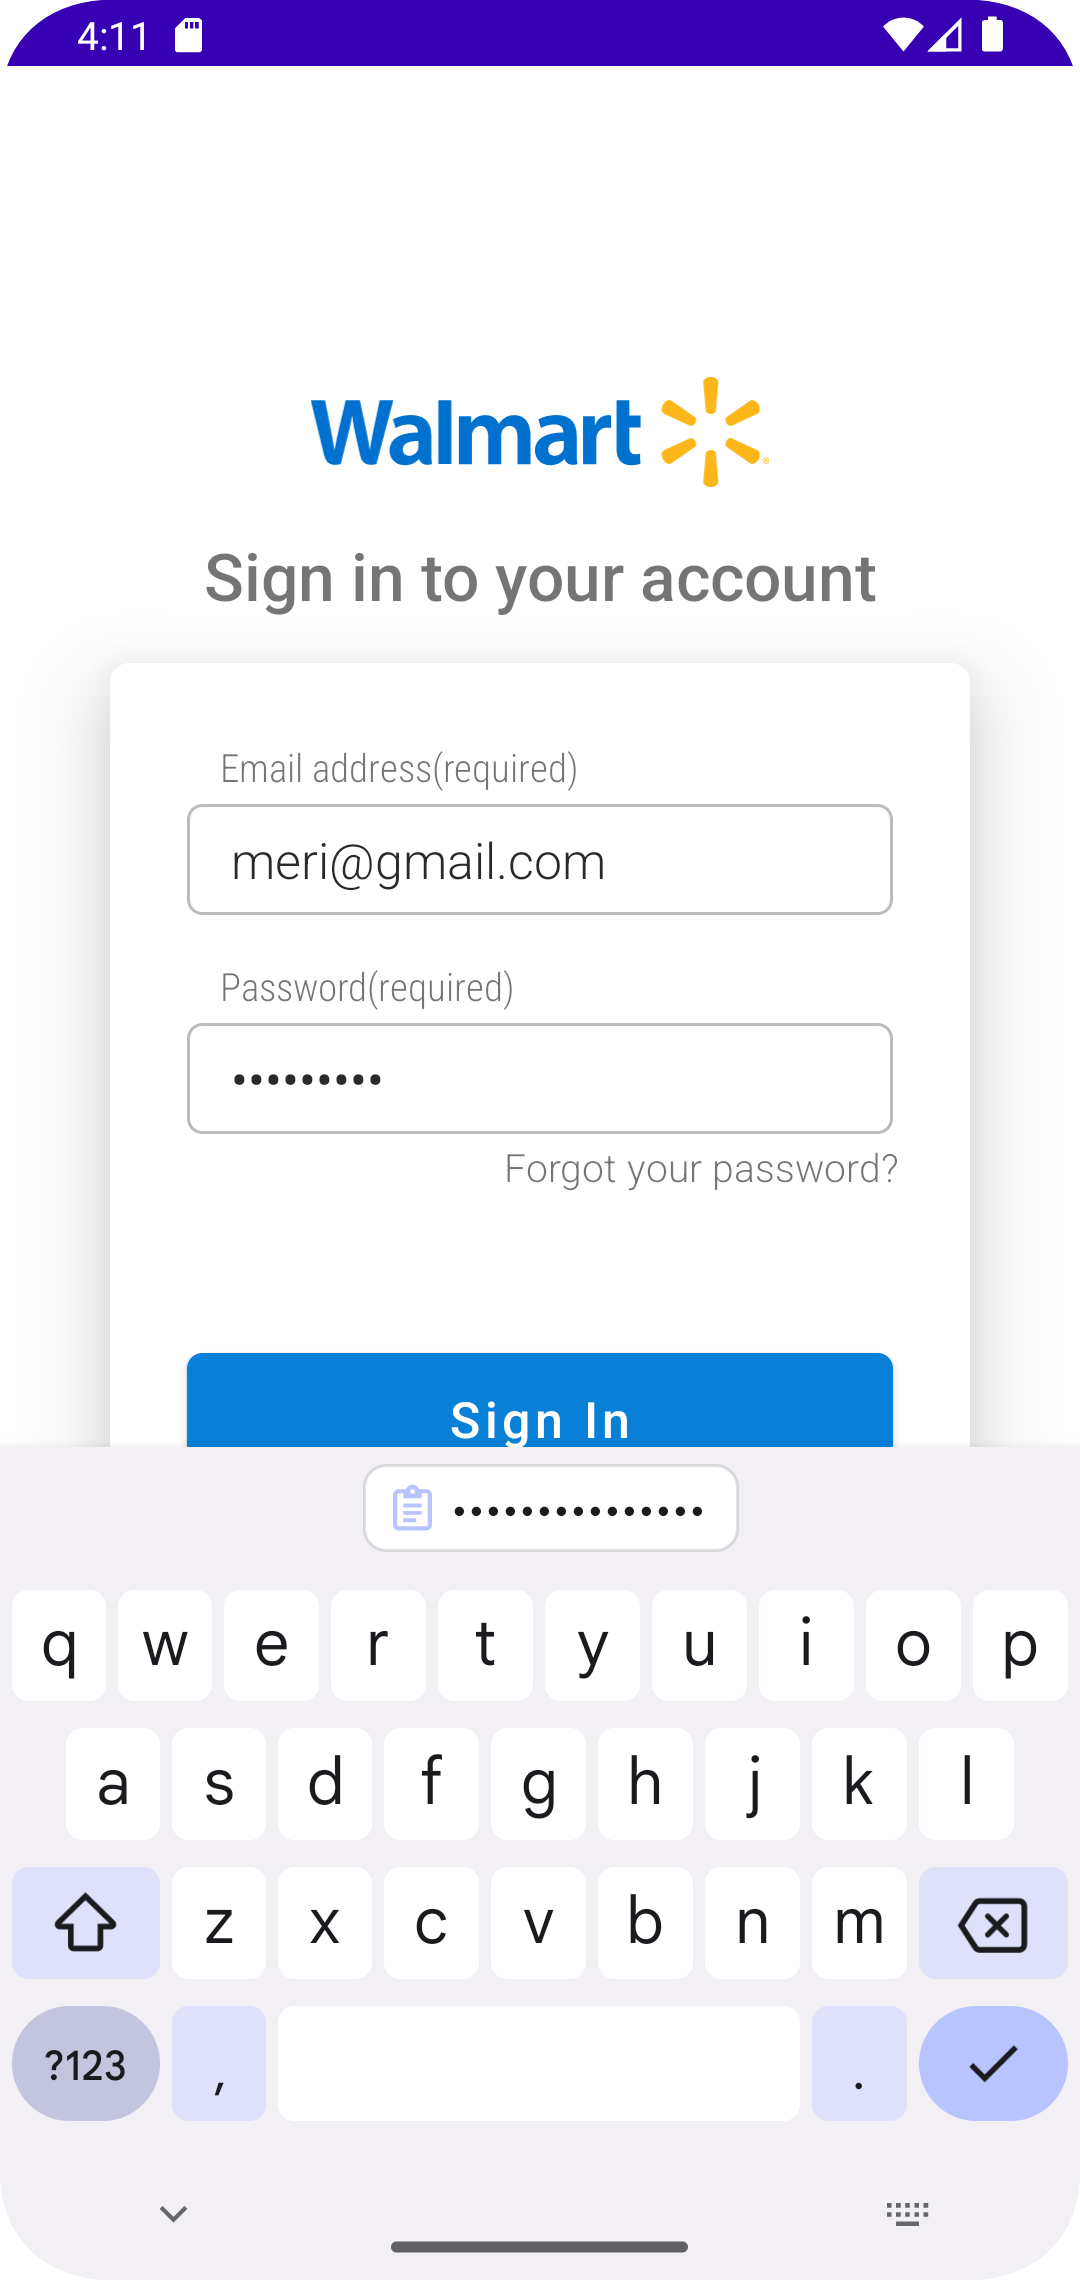 4:11
Walmart
Sign in to your account
Email address(required)
meri@gmail.com
Password(required)
•••••••••
Forgot your password?
Sign In
•••••••••••••••
q w e r t y u i o p
a s d f g h j k l
z x c v b n m
?123 , .